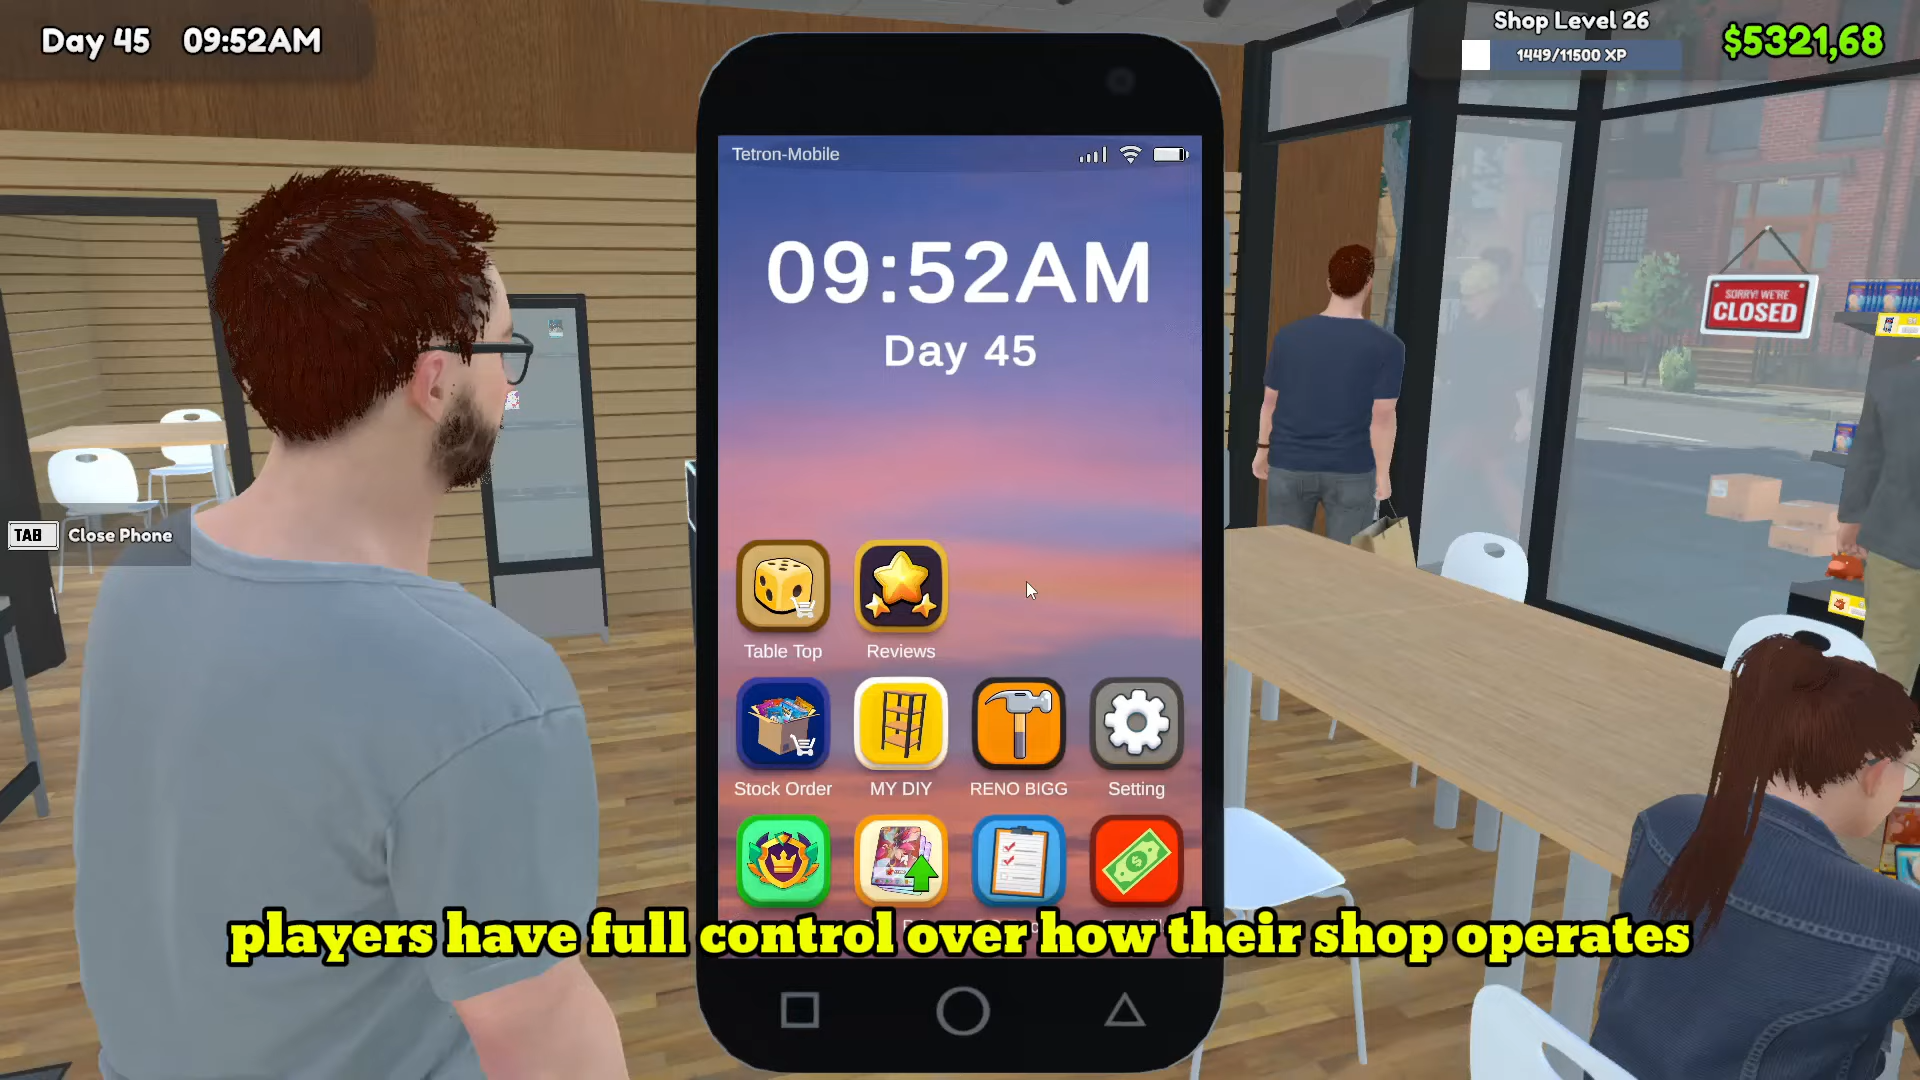 Day 45 09:52AM
Shop Level 26
1449/11500 XP
$5321,68
Tetron-Mobile
09:52AM
Day 45
SORRY! WE'RE
CLOSED
TAB Close Phone
Table Top Reviews
Stock Order MY DIY RENO BIGG Setting
players have full control over how their shop operates